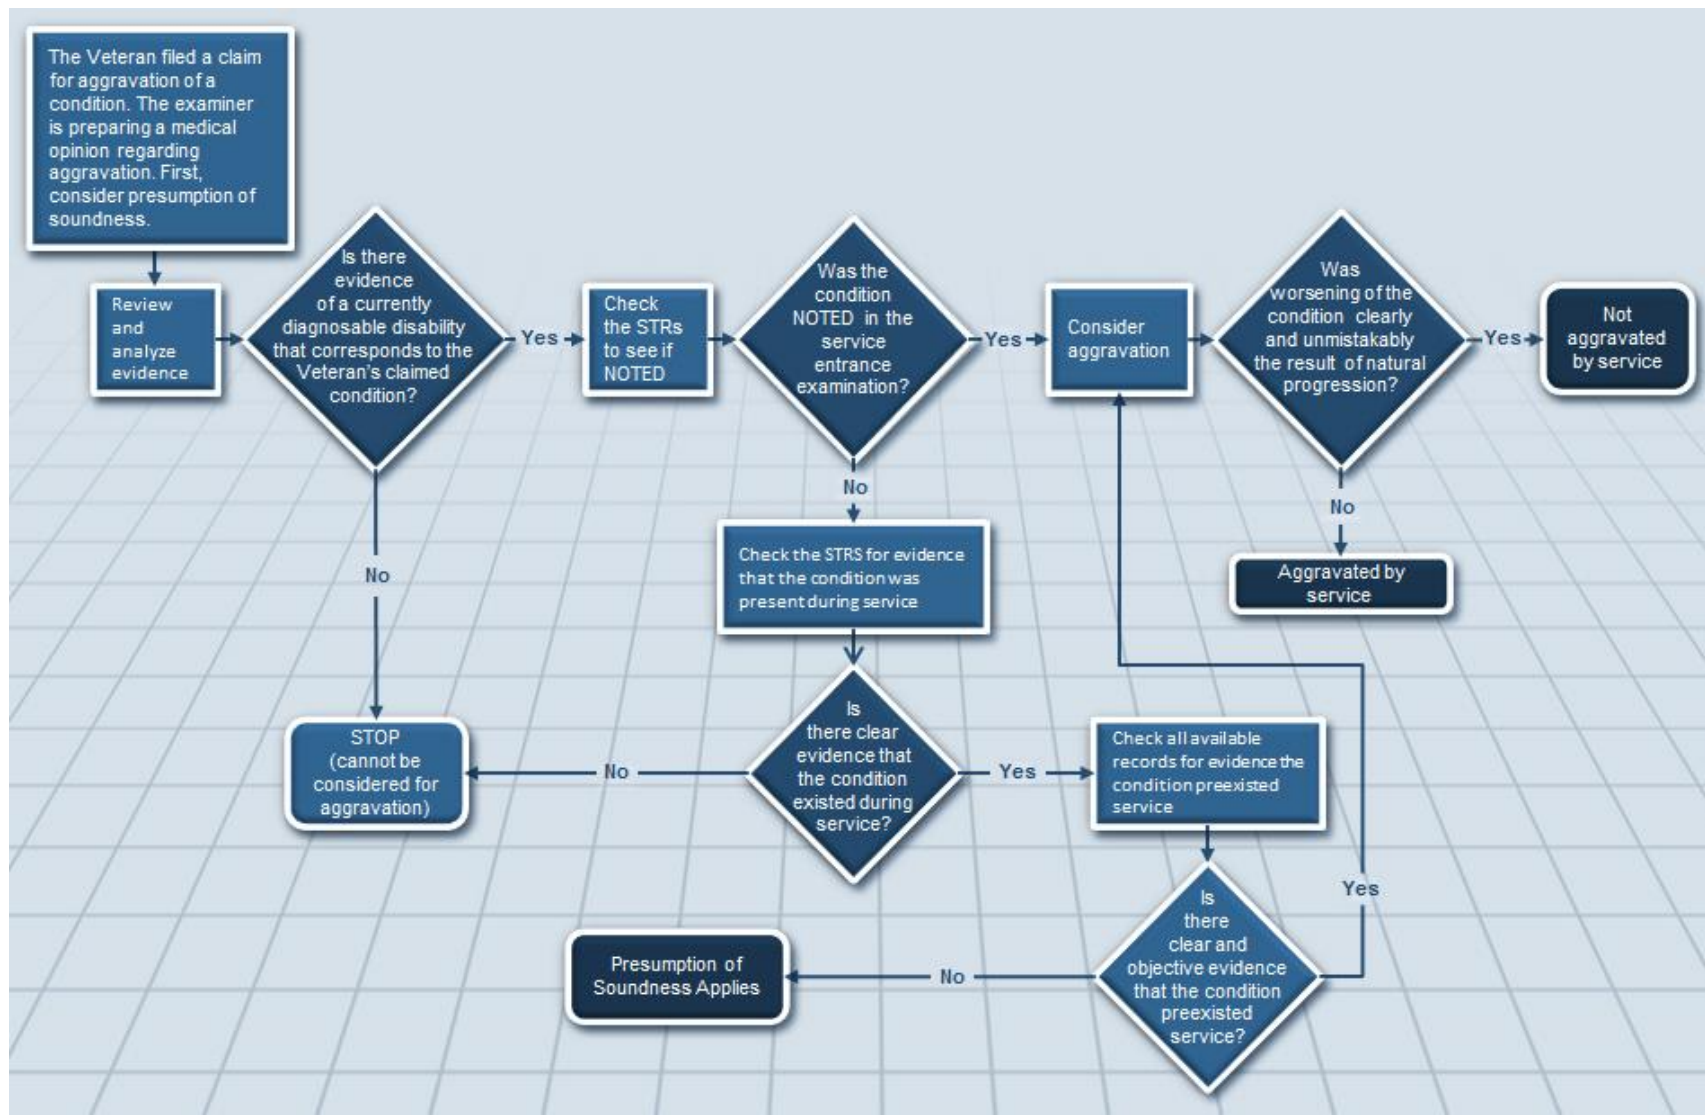 The Veteran filed a claim
for aggravation of a
condition. The examiner
is preparing a medical
opinion regarding
aggravation. First,
consider presumption of
soundness.
Review
and
analyze
evidence
Is there
evidence
of a currently
diagnosable disability
that corresponds to the
Veteran's claimed
condition?
Yes
Check
the STRs
to see if
NOTED
Was the
condition
NOTED in the
service
entrance
examination?
Yes
Consider
aggravation
Was
worsening of the
condition clearly
and unmistakably
the result of natural
progression?
Yes
Not
aggravated
by service
No
Aggravated by
service
No
Check the STRS for evidence
that the condition was
present during service
No
STOP
(cannot be
considered for
aggravation)
No
Is
there clear
evidence that
the condition
existed during
service?
Yes
Check all available
records for evidence the
condition preexisted
service
Yes
Is
there
clear and
objective evidence
that the condition
preexisted
service?
No
Presumption of
Soundness Applies